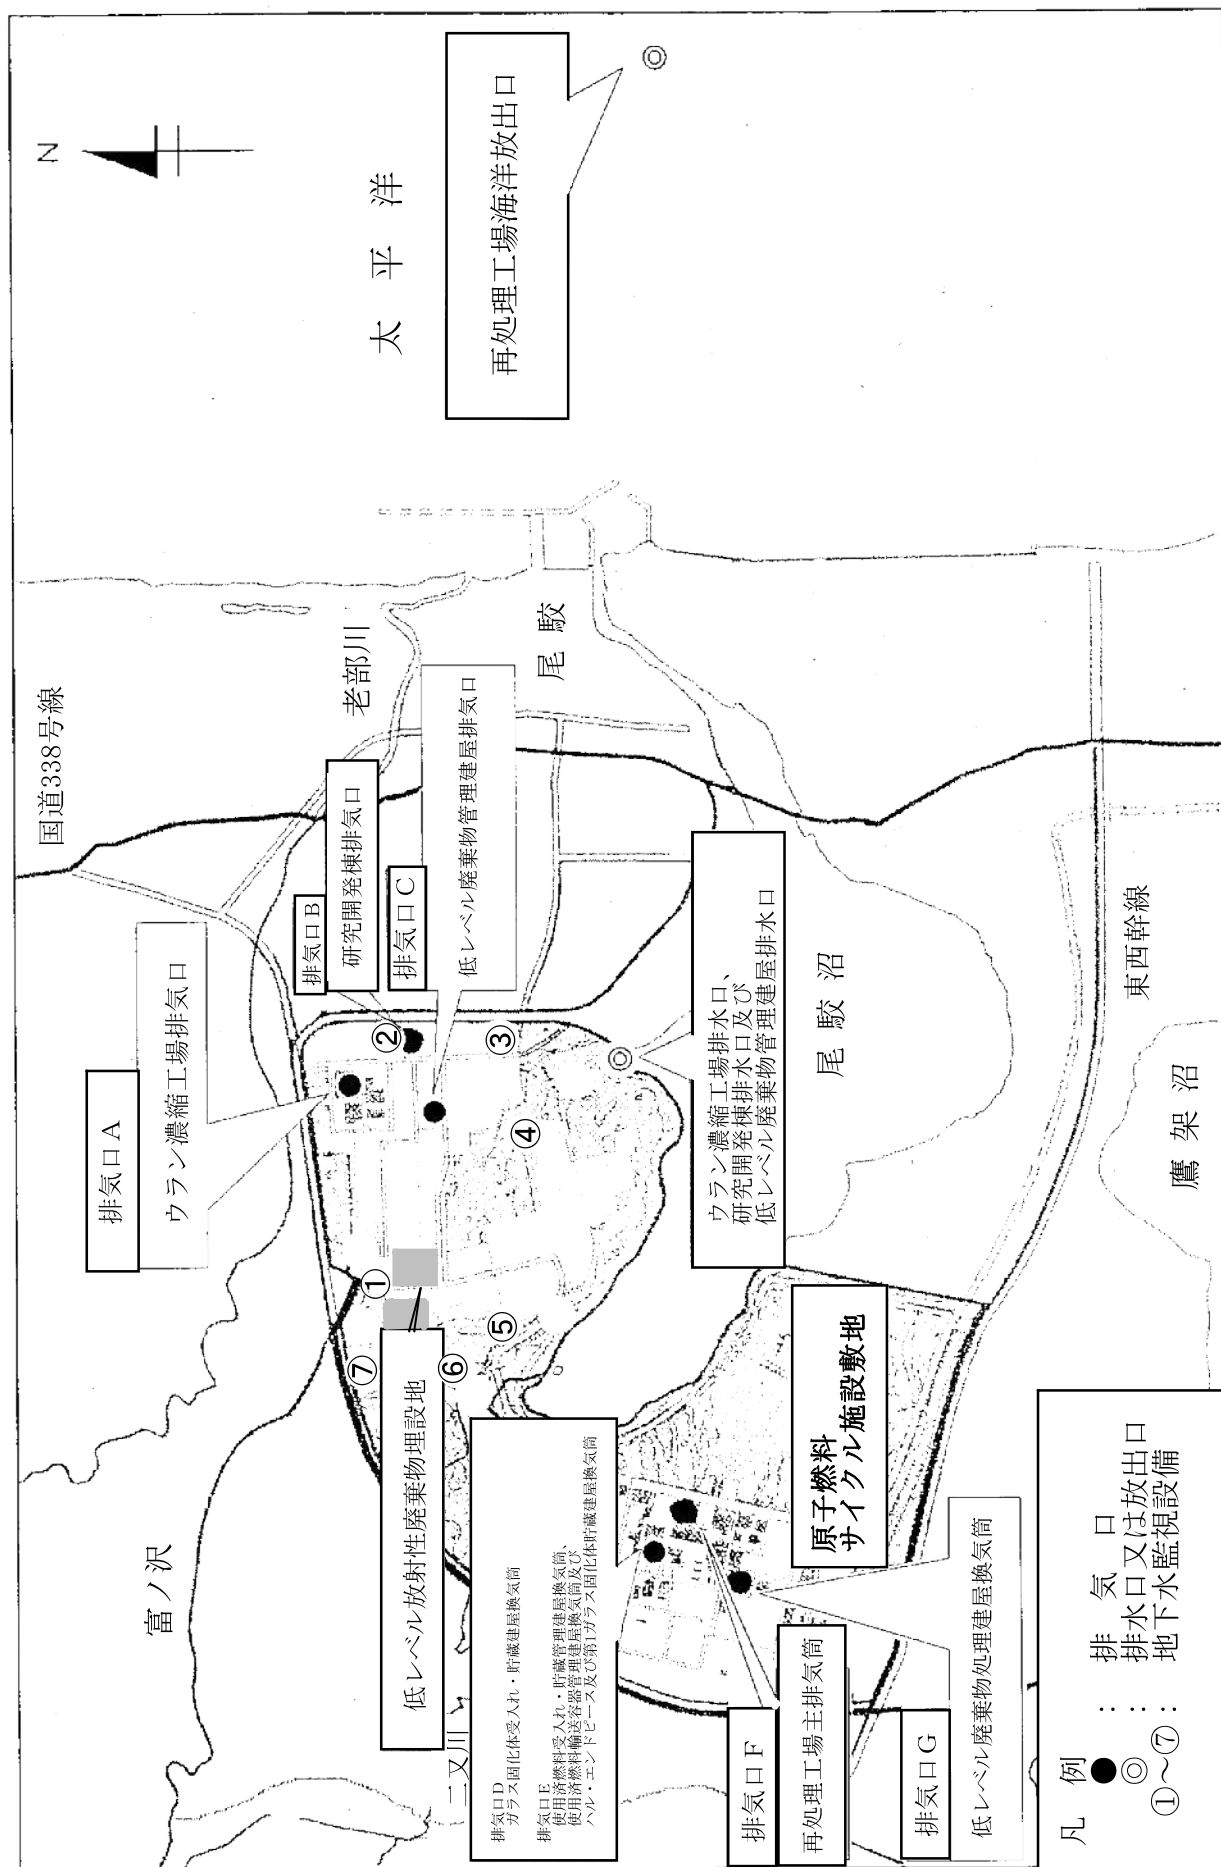 N
国道338号線
太平洋
再処理工場海洋放出口
老部川
尾駮
排気口A
ウラン濃縮工場排気口
排気口B
研究開発棟排気口
排気口C
低レベル廃棄物管理建屋排気口
富ノ沢
①
②
③
④
⑤
⑥
⑦
低レベル放射性廃棄物埋設地
ウラン濃縮工場排水口、
研究開発棟排水口及び
低レベル廃棄物管理建屋排水口
尾駮沼
二又川
排気口D
ガラス固化体受入れ・貯蔵建屋換気筒
排気口E
使用済燃料受入れ・貯蔵管理建屋換気筒、
使用済燃料輸送容器管理建屋換気筒及び
ハル・エンドピース及び第1ガラス固化体貯蔵建屋換気筒
原子燃料
サイクル施設敷地
排気口F
再処理工場主排気筒
排気口G
低レベル廃棄物処理建屋換気筒
東西幹線
鷹架沼
凡例
● : 排気口
◎ : 排水口又は放出口
①～⑦ : 地下水監視設備